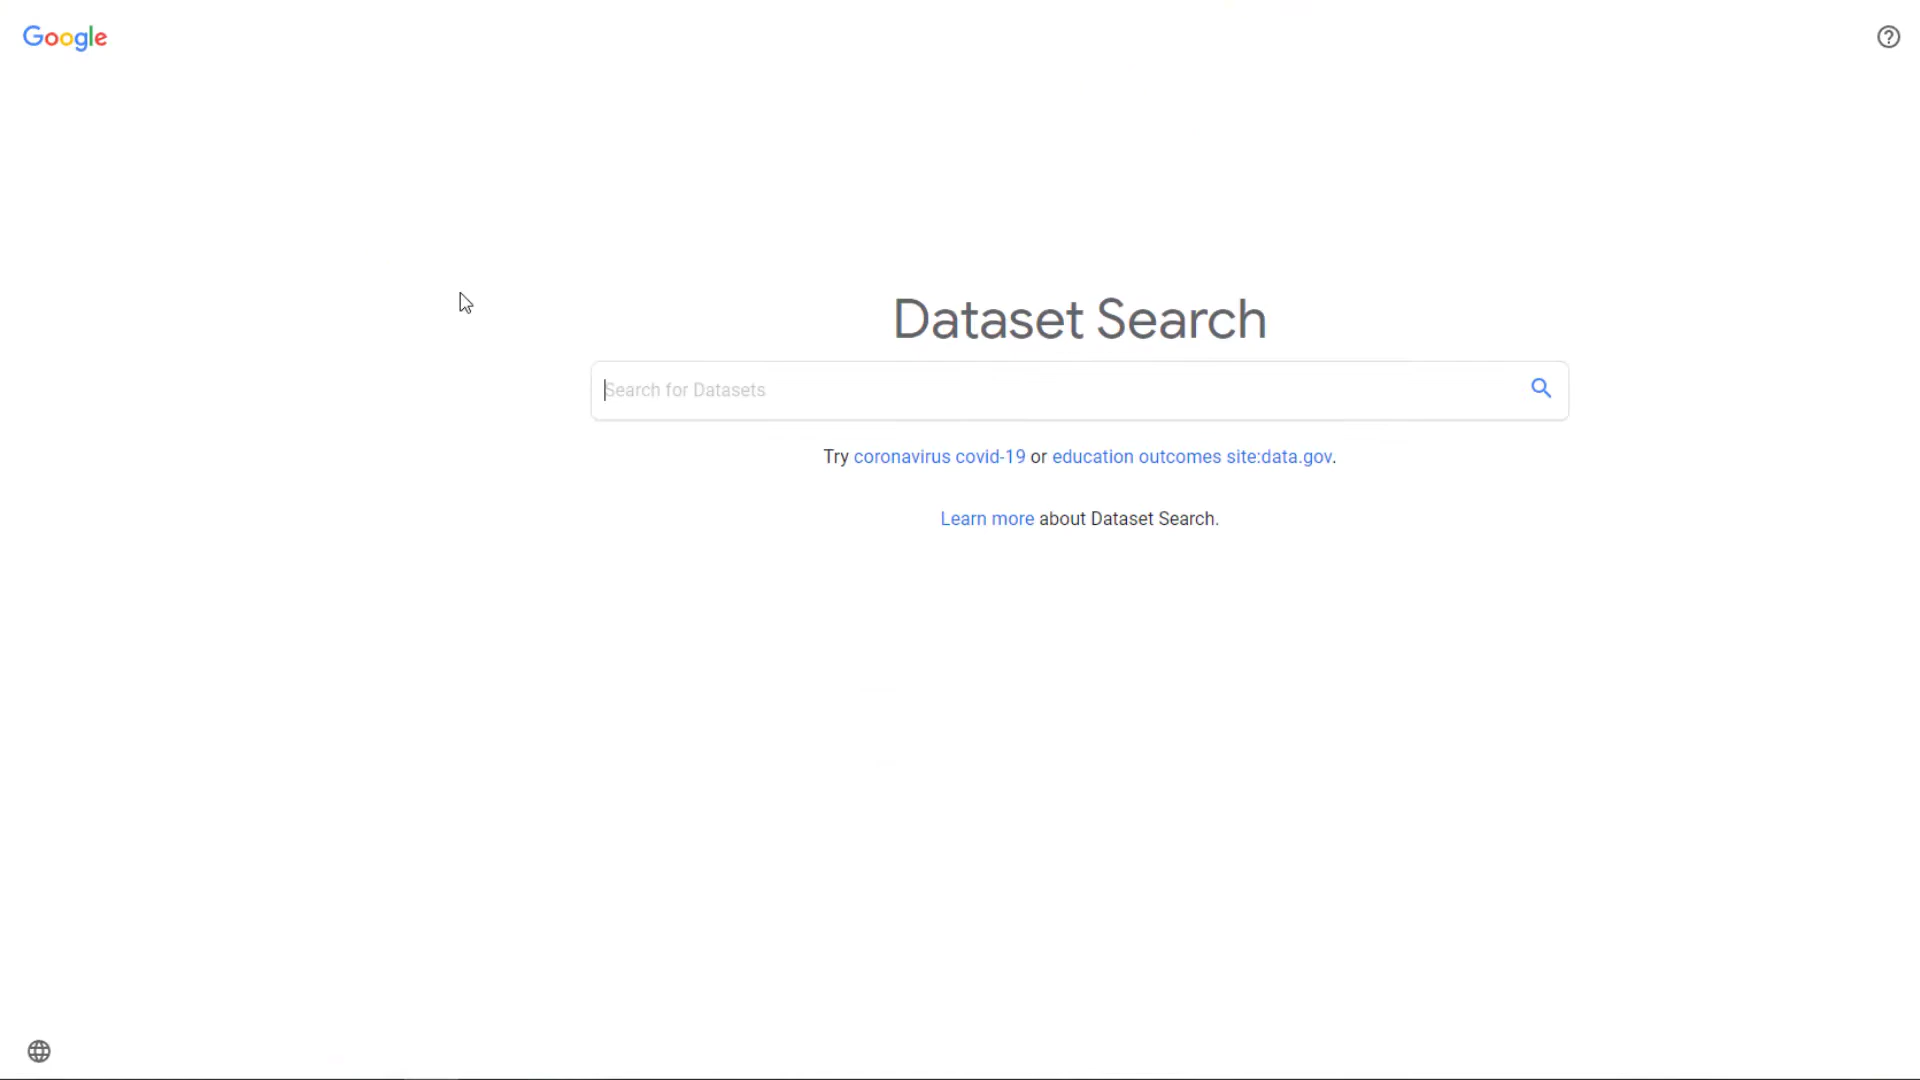 Google
Dataset Search
Search for Datasets
Try coronavirus covid-19 or education outcomes site:data.gov.
Learn more about Dataset Search.